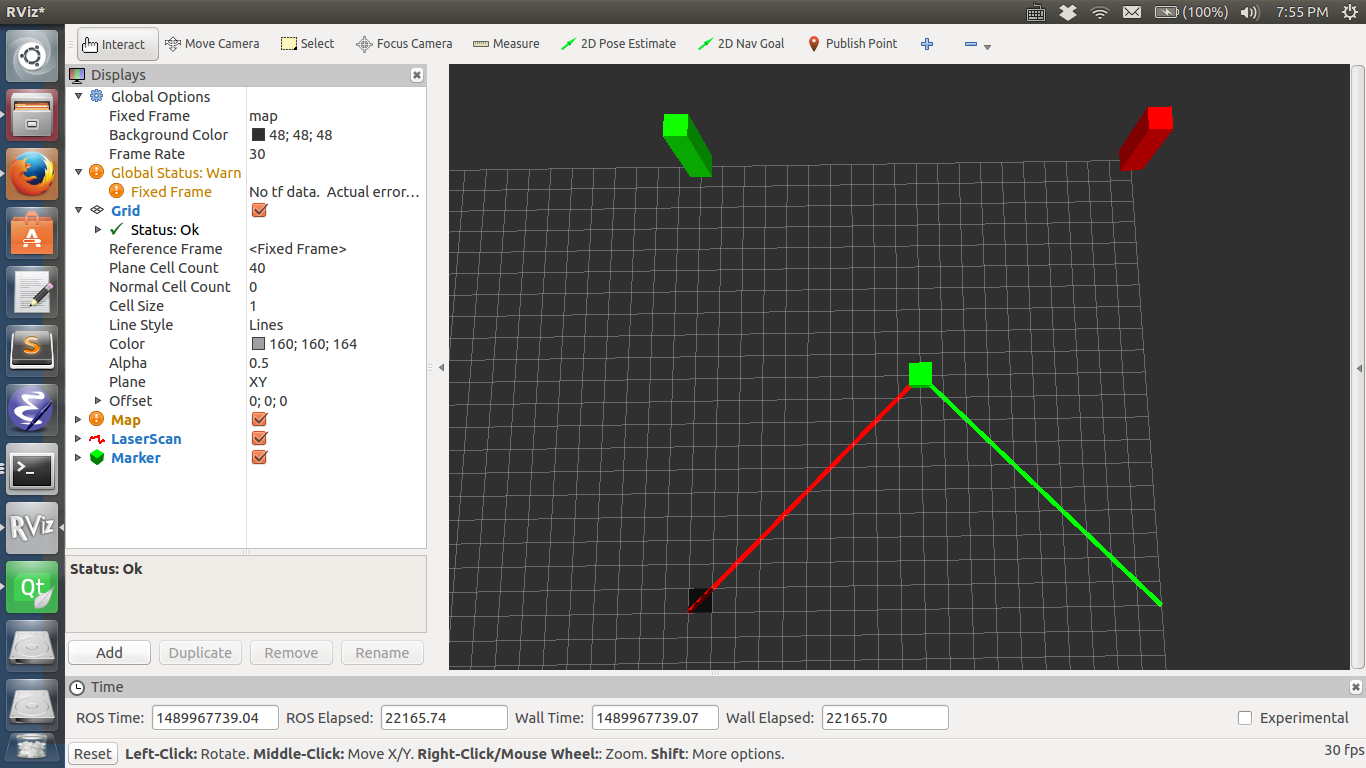 RViz*
(100%) 7:55 PM
Interact Move Camera Select Focus Camera Measure 2D Pose Estimate 2D Nav Goal Publish Point
Displays
Global Options
Fixed Frame map
Background Color 48; 48; 48
Frame Rate 30
Global Status: Warn
Fixed Frame No tf data.  Actual error...
Grid
Status: Ok
Reference Frame <Fixed Frame>
Plane Cell Count 40
Normal Cell Count 0
Cell Size 1
Line Style Lines
Color 160; 160; 164
Alpha 0.5
Plane XY
Offset 0; 0; 0
Map
LaserScan
Marker
RViz
Status: Ok
Qt
Add Duplicate Remove Rename
Time
ROS Time: 1489967739.04 ROS Elapsed: 22165.74 Wall Time: 1489967739.07 Wall Elapsed: 22165.70 Experimental
Reset Left-Click: Rotate. Middle-Click: Move X/Y. Right-Click/Mouse Wheel:: Zoom. Shift: More options. 30 fps